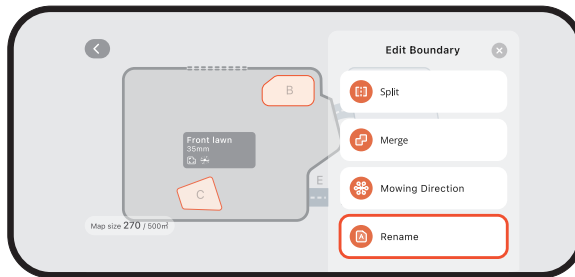 Edit Boundary
B
Split
Front lawn
35mm
Merge
E
Mowing Direction
C
Map size 270 / 500㎡
Rename